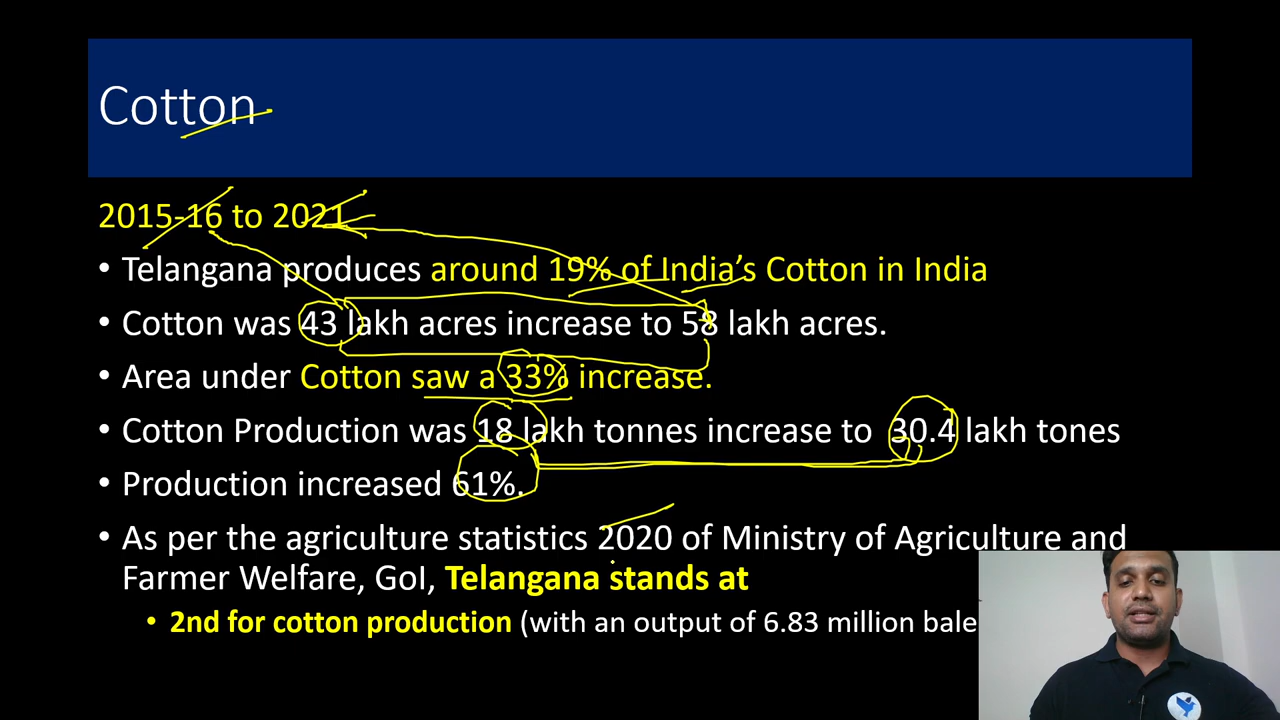 Cotton
2015-16 to 2021
• Telangana produces around 19% of India's Cotton in India
• Cotton was 43 lakh acres increase to 58 lakh acres.
• Area under Cotton saw a 33% increase.
• Cotton Production was 18 lakh tonnes increase to 30.4 lakh tones
• Production increased 61%.
• As per the agriculture statistics 2020 of Ministry of Agriculture and
Farmer Welfare, GoI, Telangana stands at
• 2nd for cotton production (with an output of 6.83 million bale